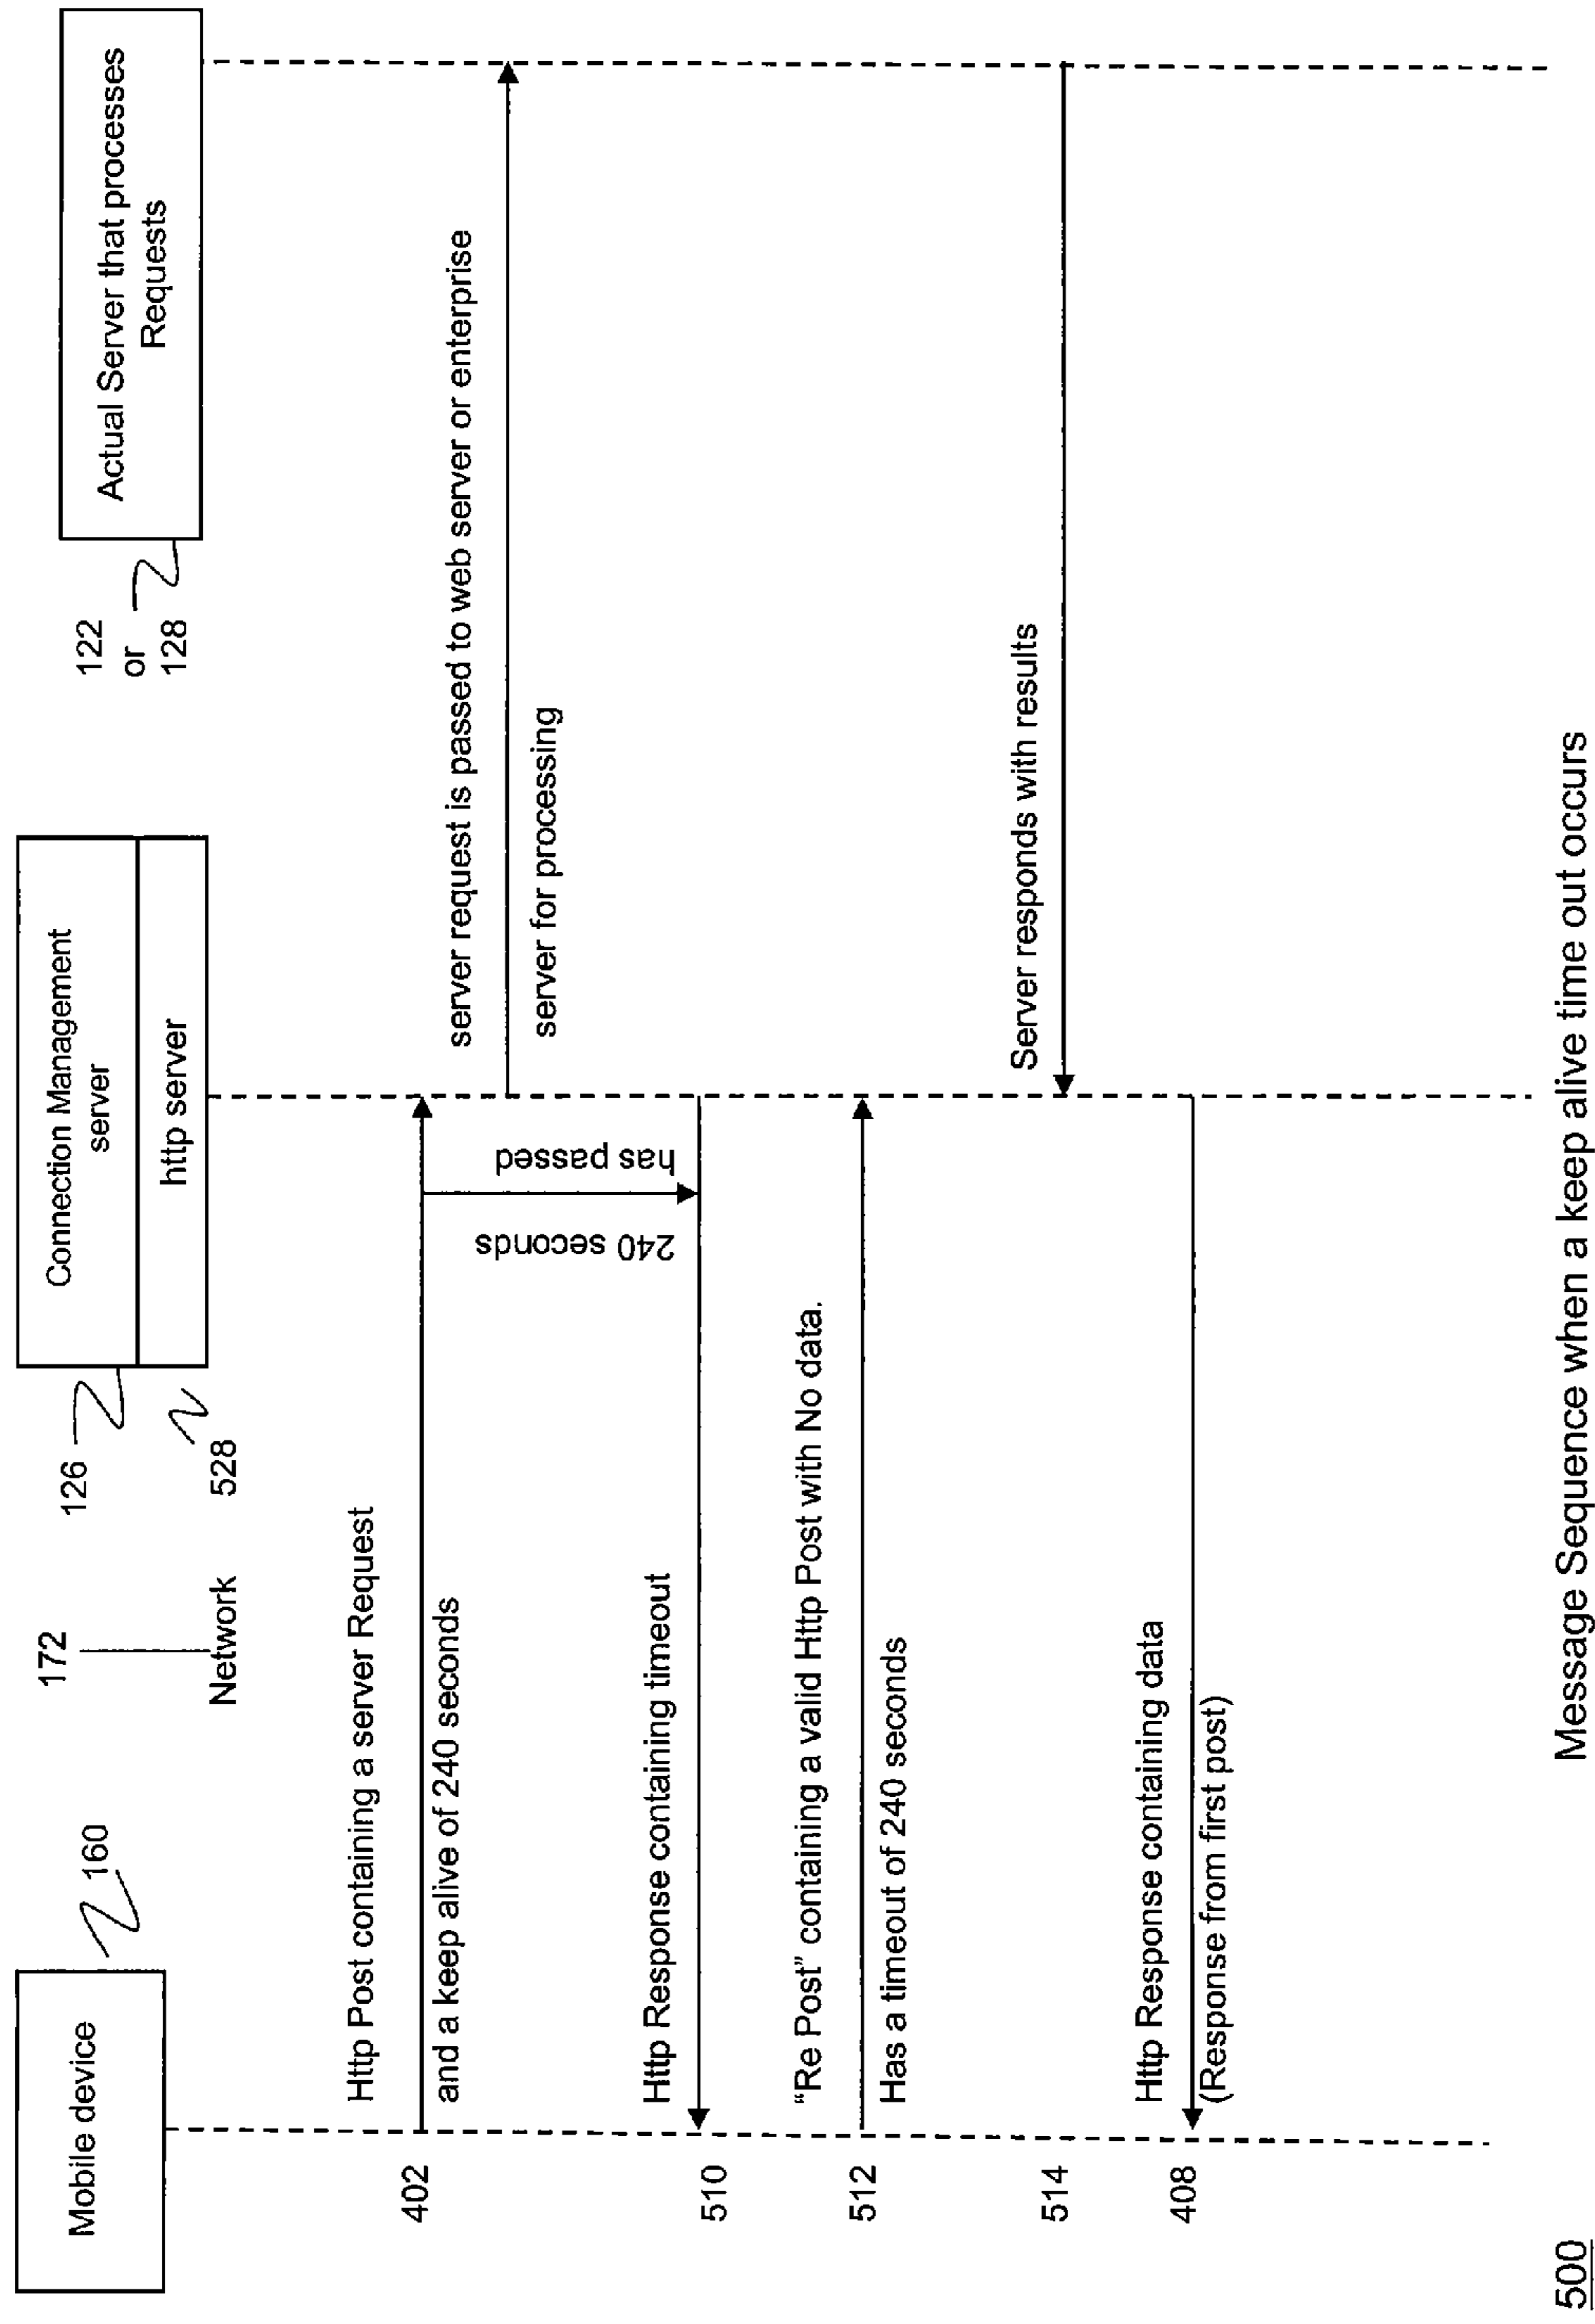 Mobile device
160
172
Network
126
528
Connection Management
server
http server
122
or
128
Actual Server that processes
Requests
402
Http Post containing a server Request
and a keep alive of 240 seconds
server request is passed to web server or enterprise
server for processing
240 seconds
has passed
510
Http Response containing timeout
512
“Re Post” containing a valid Http Post with No data.
Has a timeout of 240 seconds
514
Server responds with results
408
Http Response containing data
(Response from first post)
500
Message Sequence when a keep alive time out occurs